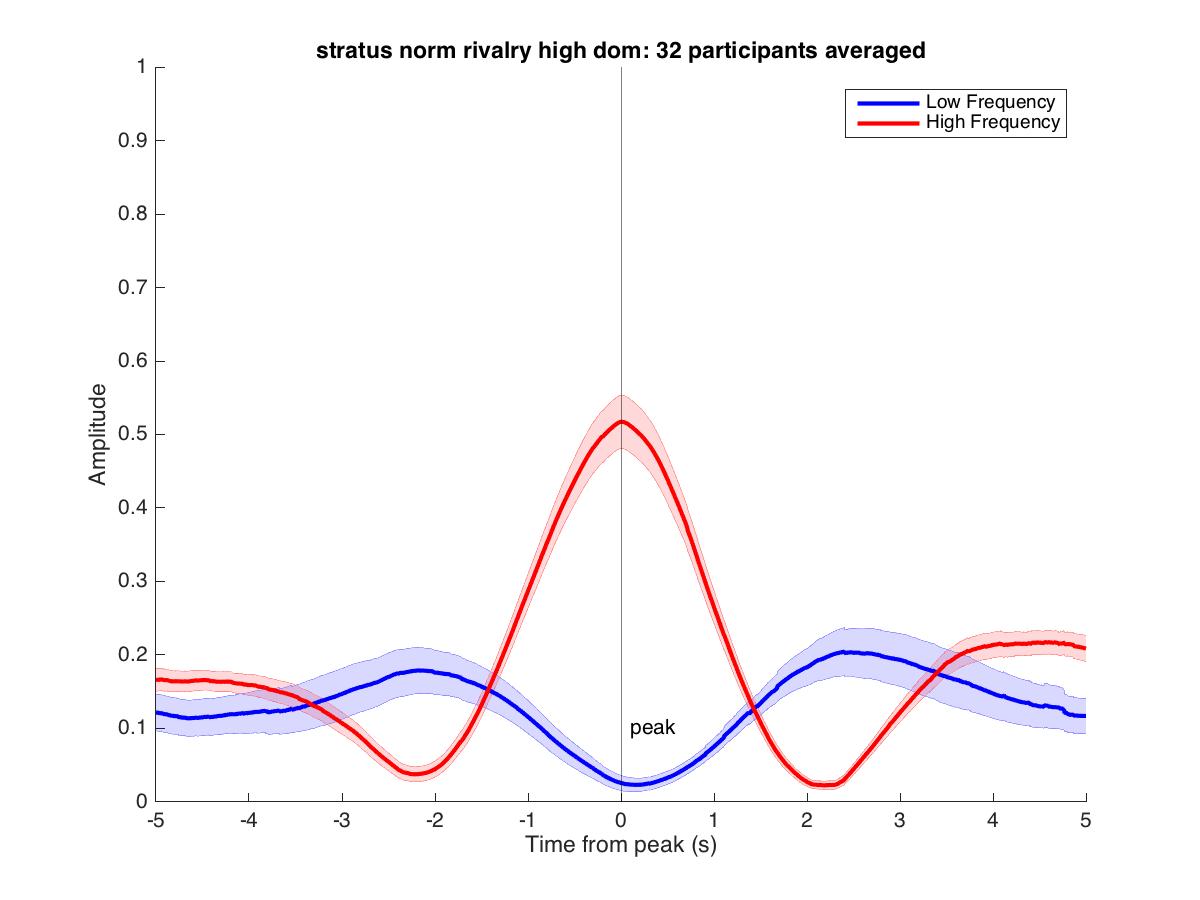 stratus norm rivalry high dom: 32 participants averaged
1
0.9
0.8
0.7
0.6
0.5
0.4
0.3
0.2
0.1
0
Amplitude
Low Frequency
High Frequency
peak
-5 -4 -3 -2 -1 0 1 2 3 4 5
Time from peak (s)